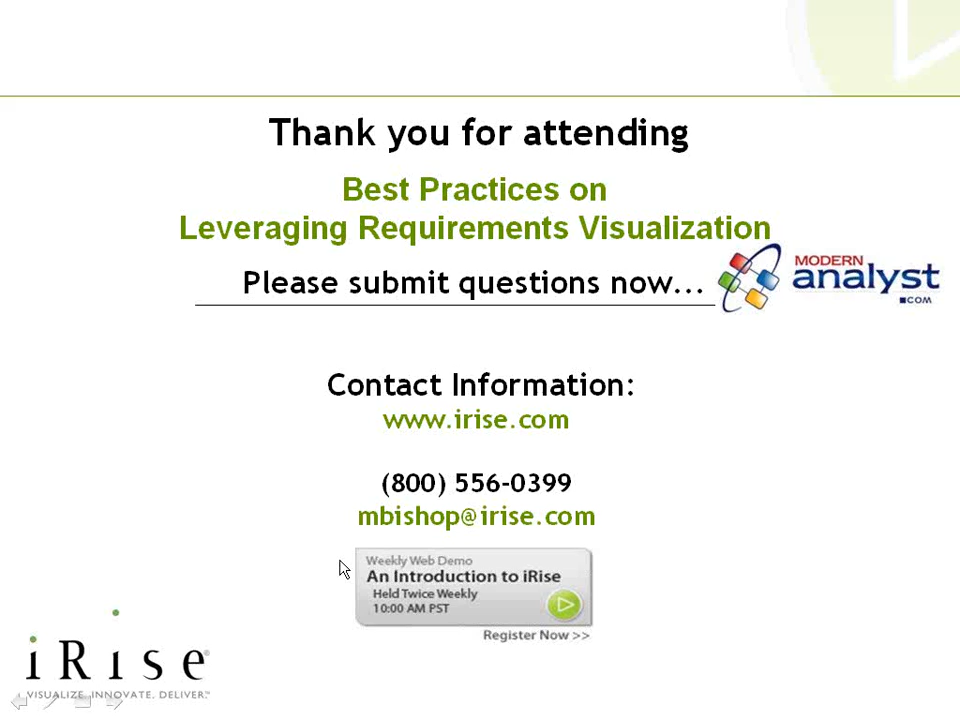 Thank you for attending
Best Practices on
Leveraging Requirements Visualization
Please submit questions now...
MODERN
analyst
.COM
Contact Information:
www.irise.com
(800) 556-0399
mbishop@irise.com
Weekly Web Demo
An Introduction to iRise
Held Twice Weekly
10:00 AM PST
Register Now >>
iRise®
VISUALIZE. INNOVATE. DELIVER.™